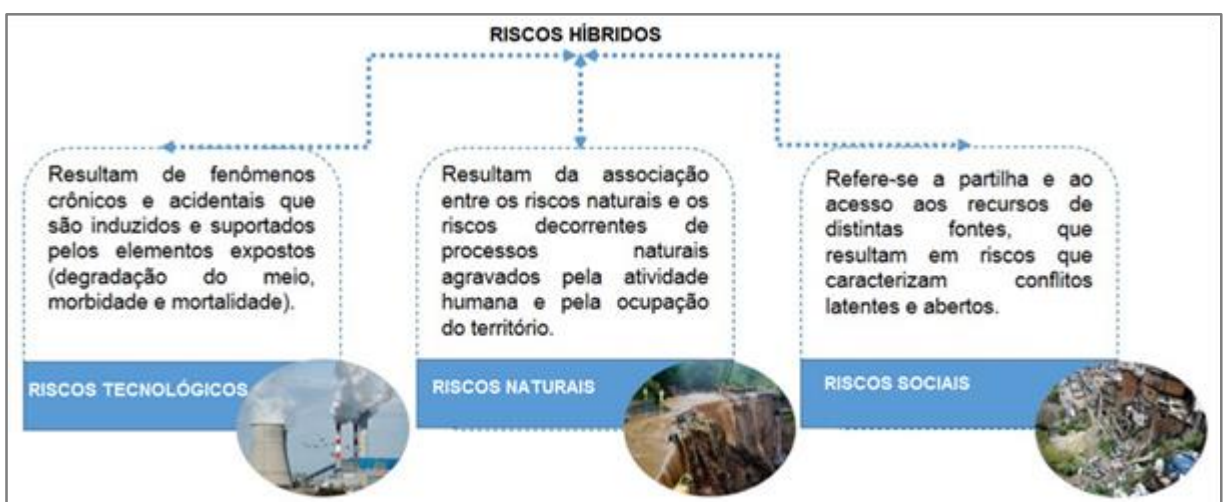 RISCOS HÍBRIDOS
Resultam de fenômenos
crônicos e acidentais que
são induzidos e suportados
pelos elementos expostos
(degradação do meio,
morbidade e mortalidade).
RISCOS TECNOLÓGICOS
Resultam da associação
entre os riscos naturais e os
riscos decorrentes de
processos naturais
agravados pela atividade
humana e pela ocupação
do território.
RISCOS NATURAIS
Refere-se a partilha e ao
acesso aos recursos de
distintas fontes, que
resultam em riscos que
caracterizam conflitos
latentes e abertos.
RISCOS SOCIAIS